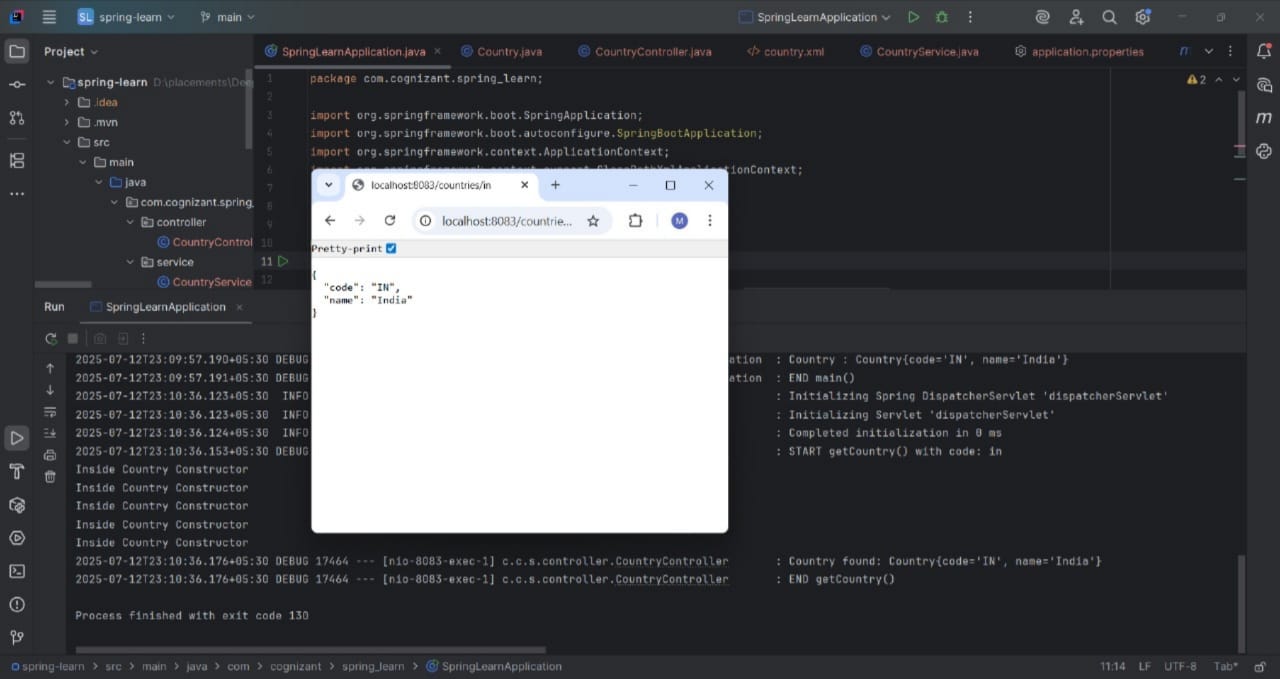 SL spring-learn main SpringLearnApplication
Project
SpringLearnApplication.java Country.java CountryController.java country.xml CountryService.java application.properties
spring-learn D:\placements\Dee
.idea
.mvn
src
main
java
com.cognizant.spring_
controller
CountryControl
service
CountryService
1 package com.cognizant.spring_learn;
2
3 import org.springframework.boot.SpringApplication;
4 import org.springframework.boot.autoconfigure.SpringBootApplication;
5 import org.springframework.context.ApplicationContext;
6
7
8
9
10
11
12
2
localhost:8083/countries/in
localhost:8083/countrie...
M
Pretty-print
{
"code": "IN",
"name": "India"
}
Run SpringLearnApplication
2025-07-12T23:09:57.190+05:30 DEBUG ation : Country : Country{code='IN', name='India'}
2025-07-12T23:09:57.191+05:30 DEBUG ation : END main()
2025-07-12T23:10:36.123+05:30 INFO : Initializing Spring DispatcherServlet 'dispatcherServlet'
2025-07-12T23:10:36.123+05:30 INFO : Initializing Servlet 'dispatcherServlet'
2025-07-12T23:10:36.124+05:30 INFO : Completed initialization in 0 ms
2025-07-12T23:10:36.153+05:30 DEBUG : START getCountry() with code: in
Inside Country Constructor
Inside Country Constructor
Inside Country Constructor
Inside Country Constructor
Inside Country Constructor
2025-07-12T23:10:36.176+05:30 DEBUG 17464 --- [nio-8083-exec-1] c.c.s.controller.CountryController : Country found: Country{code='IN', name='India'}
2025-07-12T23:10:36.176+05:30 DEBUG 17464 --- [nio-8083-exec-1] c.c.s.controller.CountryController : END getCountry()
Process finished with exit code 130
spring-learn > src > main > java > com > cognizant > spring_learn > SpringLearnApplication 11:14 LF UTF-8 Tab*